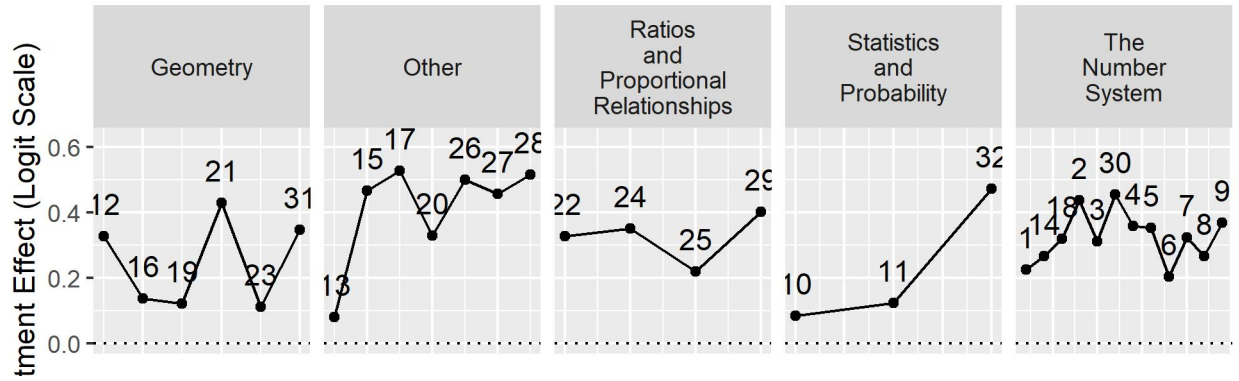 tment Effect (Logit Scale)
Geometry
Other
Ratios
and
Proportional
Relationships
Statistics
and
Probability
The
Number
System
0.6
0.4
0.2
0.0
12
16
19
21
23
31
13
15
17
20
26
27
28
22
24
25
29
10
11
32
1
14
18
2
3
30
4
5
6
7
8
9